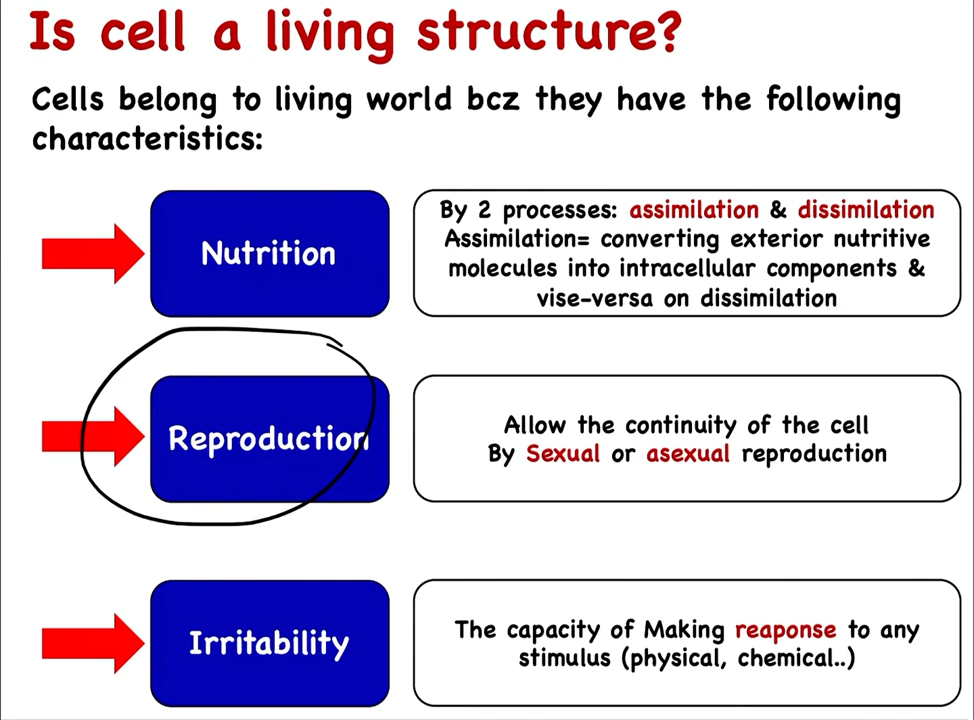 Is cell a living structure?
Cells belong to living world bcz they have the following
characteristics:
Nutrition
By 2 processes: assimilation & dissimilation
Assimilation= converting exterior nutritive
molecules into intracellular components &
vise-versa on dissimilation
Reproduction
Allow the continuity of the cell
By Sexual or asexual reproduction
Irritability
The capacity of Making reaponse to any
stimulus (physical, chemical..)